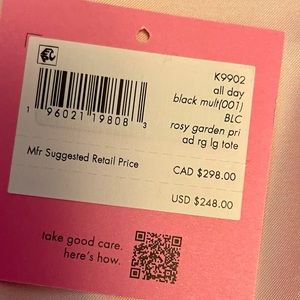 K9902
all day
black mult(001)
BLC
rosy garden pri
ad rg lg tote
1 96021 19808 3
Mfr Suggested Retail Price
CAD $298.00
USD $248.00
take good care.
here's how.